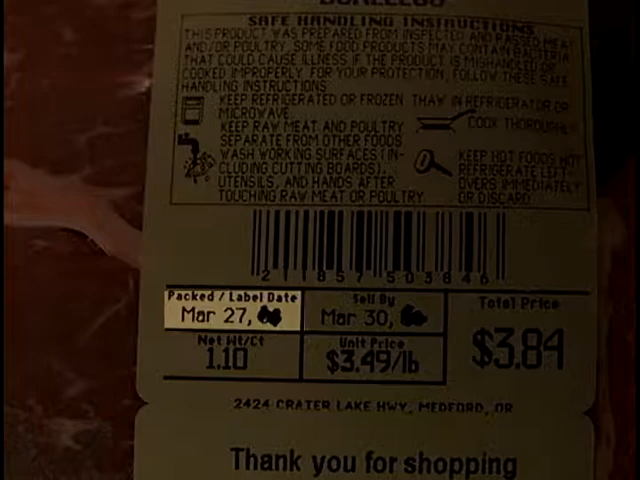 SAFE HANDLING INSTRUCTIONS
THIS PRODUCT WAS PREPARED FROM INSPECTED AND PASSED MEAT
AND/OR POULTRY. SOME FOOD PRODUCTS MAY CONTAIN BACTERIA
THAT COULD CAUSE ILLNESS IF THE PRODUCT IS MISHANDLED OR
COOKED IMPROPERLY. FOR YOUR PROTECTION, FOLLOW THESE SAFE
HANDLING INSTRUCTIONS
KEEP REFRIGERATED OR FROZEN THAW IN REFRIGERATOR OR
MICROWAVE
KEEP RAW MEAT AND POULTRY
SEPARATE FROM OTHER FOODS
WASH WORKING SURFACES (IN-
CLUDING CUTTING BOARDS),
UTENSILS, AND HANDS AFTER
TOUCHING RAW MEAT OR POULTRY
COOK THOROUGHLY
KEEP HOT FOODS HOT
REFRIGERATE LEFT-
OVERS IMMEDIATELY
OR DISCARD
2 11857 503846
Packed / Label Date
Mar 27,
Sell By
Mar 30,
Total Price
$3.84
Net Wt/Ct
1.10
Unit Price
$3.49/lb
2424 CRATER LAKE HWY, MEDFORD, OR
Thank you for shopping